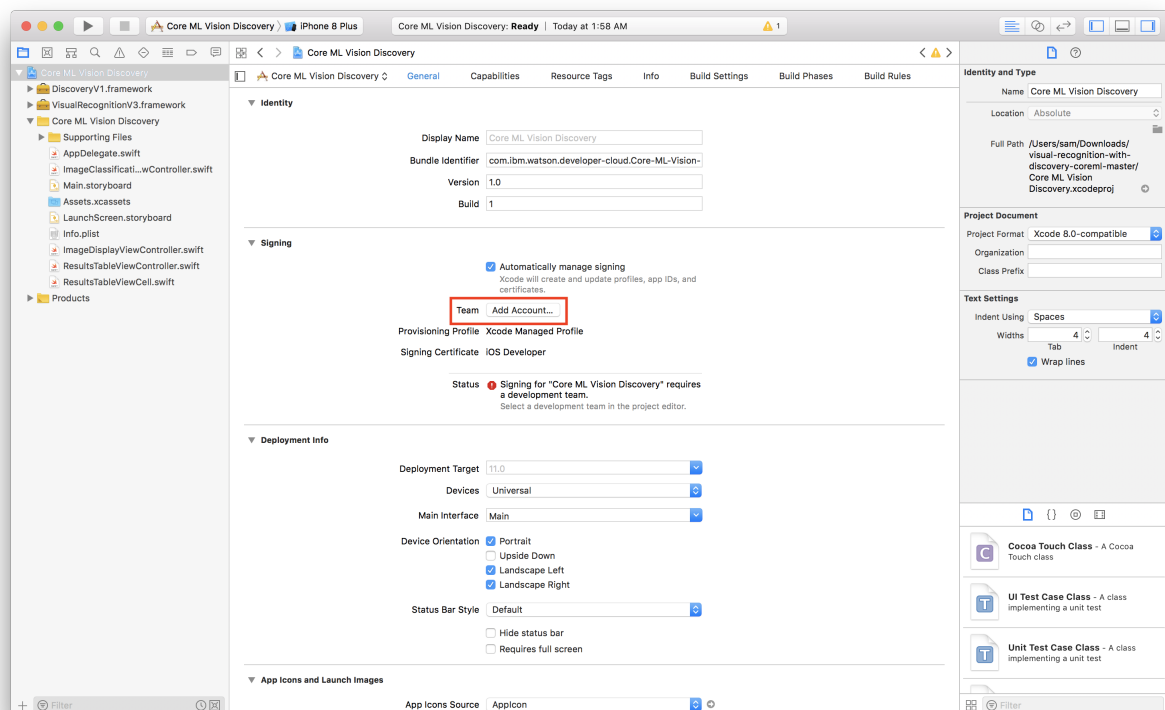 Core ML Vision Discovery
iPhone 8 Plus
Core ML Vision Discovery: Ready | Today at 1:58 AM
1
Core ML Vision Discovery
DiscoveryV1.framework
VisualRecognitionV3.framework
Core ML Vision Discovery
Supporting Files
AppDelegate.swift
ImageClassificati...wController.swift
Main.storyboard
Assets.xcassets
LaunchScreen.storyboard
Info.plist
ImageDisplayViewController.swift
ResultsTableViewController.swift
ResultsTableViewCell.swift
Products
Filter
Core ML Vision Discovery
Core ML Vision Discovery General Capabilities Resource Tags Info Build Settings Build Phases Build Rules
Identity
Display Name Core ML Vision Discovery
Bundle Identifier com.ibm.watson.developer-cloud.Core-ML-Vision-
Version 1.0
Build 1
Signing
Automatically manage signing
Xcode will create and update profiles, app IDs, and
certificates.
Team Add Account...
Provisioning Profile Xcode Managed Profile
Signing Certificate iOS Developer
Status Signing for "Core ML Vision Discovery" requires
a development team.
Select a development team in the project editor.
Deployment Info
Deployment Target 11.0
Devices Universal
Main Interface Main
Device Orientation Portrait
Upside Down
Landscape Left
Landscape Right
Status Bar Style Default
Hide status bar
Requires full screen
App Icons and Launch Images
App Icons Source AppIcon
Identity and Type
Name Core ML Vision Discovery
Location Absolute
Full Path /Users/sam/Downloads/
visual-recognition-with-
discovery-coreml-master/
Core ML Vision
Discovery.xcodeproj
Project Document
Project Format Xcode 8.0-compatible
Organization
Class Prefix
Text Settings
Indent Using Spaces
Widths 4 4
Tab Indent
Wrap lines
{}
C
Cocoa Touch Class - A Cocoa
Touch class
T
UI Test Case Class - A class
implementing a unit test
T
Unit Test Case Class - A class
implementing a unit test
Filter